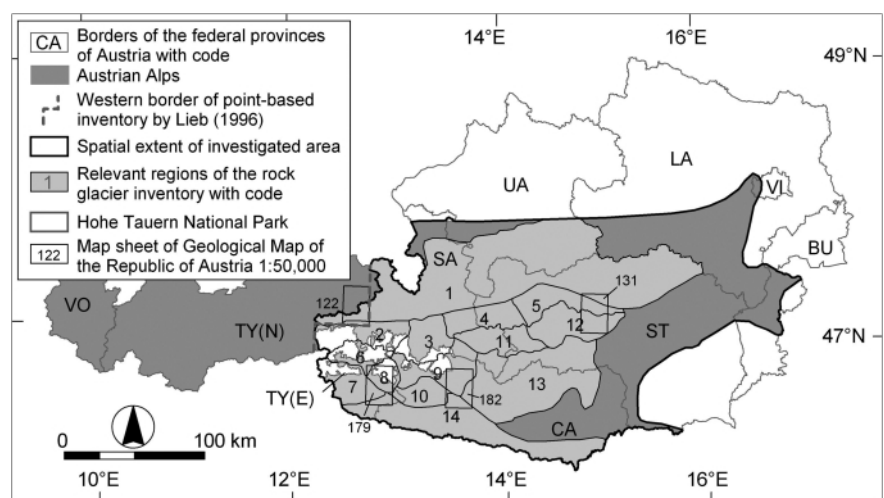 CA Borders of the federal provinces
of Austria with code
Austrian Alps
Western border of point-based
inventory by Lieb (1996)
Spatial extent of investigated area
1 Relevant regions of the rock
glacier inventory with code
Hohe Tauern National Park
122 Map sheet of Geological Map of
the Republic of Austria 1:50,000
14°E 16°E
49°N
LA
UA
VI
BU
SA
1
131
122
VO
TY(N)
5
4
12
ST
47°N
2
3
11
6
9
8
13
7
10
182
TY(E)
14
179
CA
0 100 km
10°E 12°E 14°E 16°E